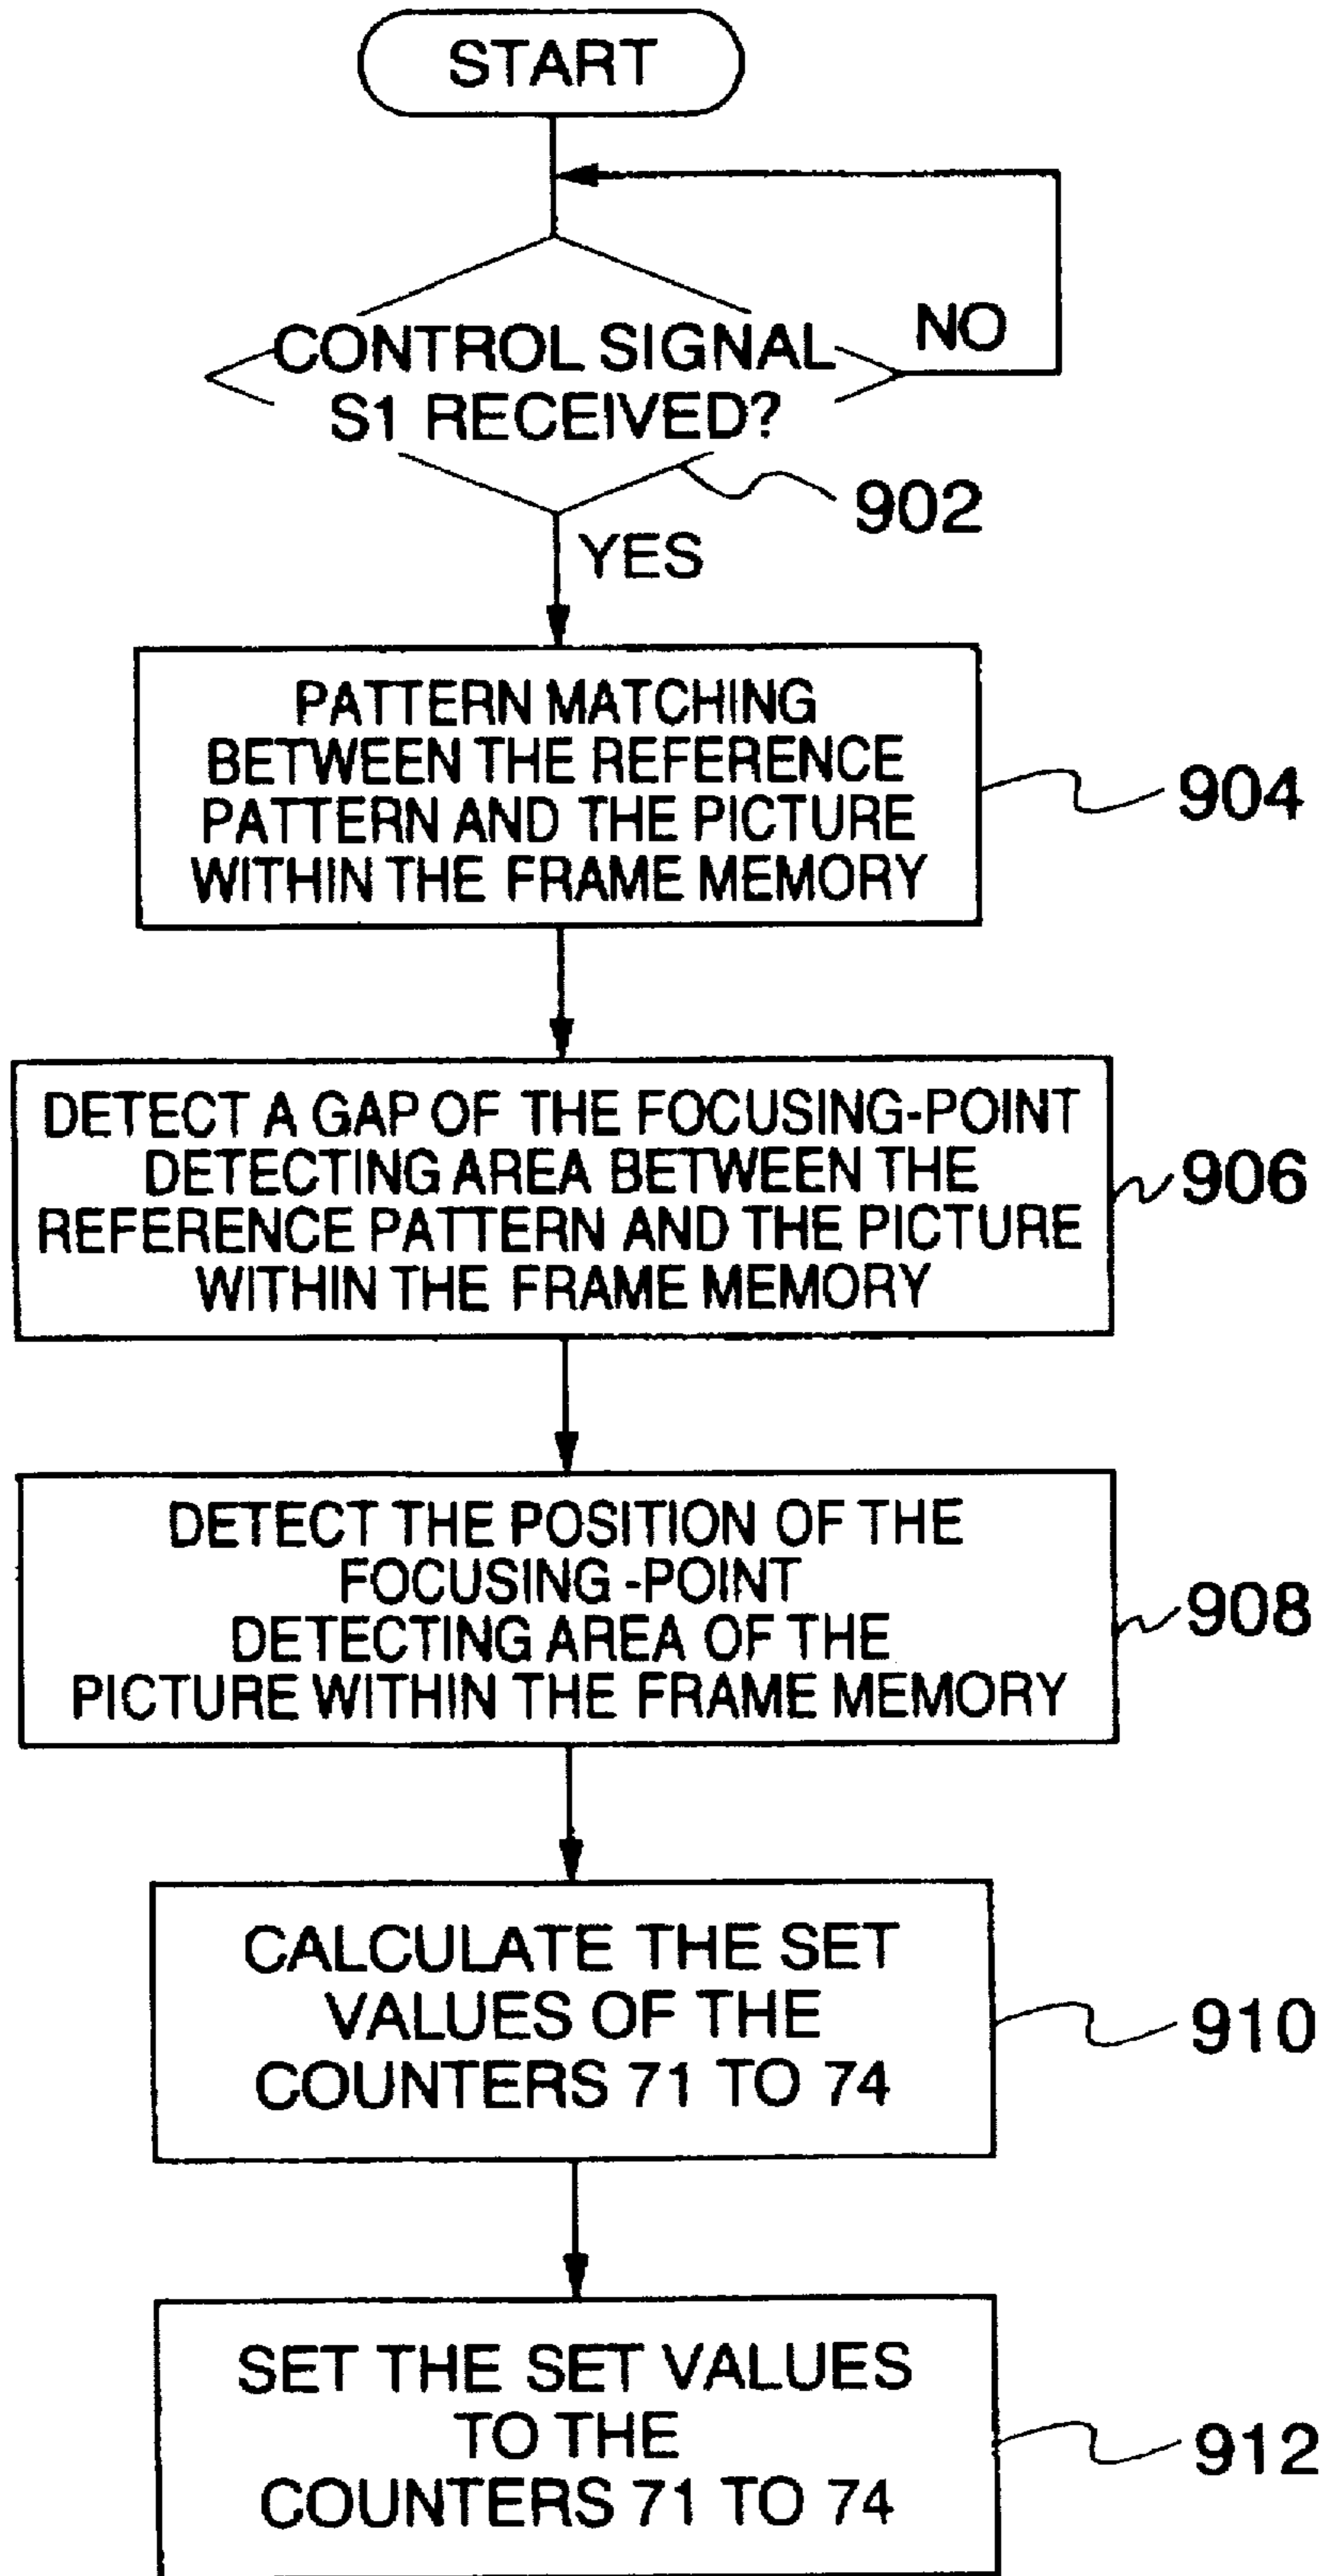 START
CONTROL SIGNAL
S1 RECEIVED?
NO
902
YES
PATTERN MATCHING
BETWEEN THE REFERENCE
PATTERN AND THE PICTURE
WITHIN THE FRAME MEMORY
904
DETECT A GAP OF THE FOCUSING-POINT
DETECTING AREA BETWEEN THE
REFERENCE PATTERN AND THE PICTURE
WITHIN THE FRAME MEMORY
906
DETECT THE POSITION OF THE
FOCUSING -POINT
DETECTING AREA OF THE
PICTURE WITHIN THE FRAME MEMORY
908
CALCULATE THE SET
VALUES OF THE
COUNTERS 71 TO 74
910
SET THE SET VALUES
TO THE
COUNTERS 71 TO 74
912